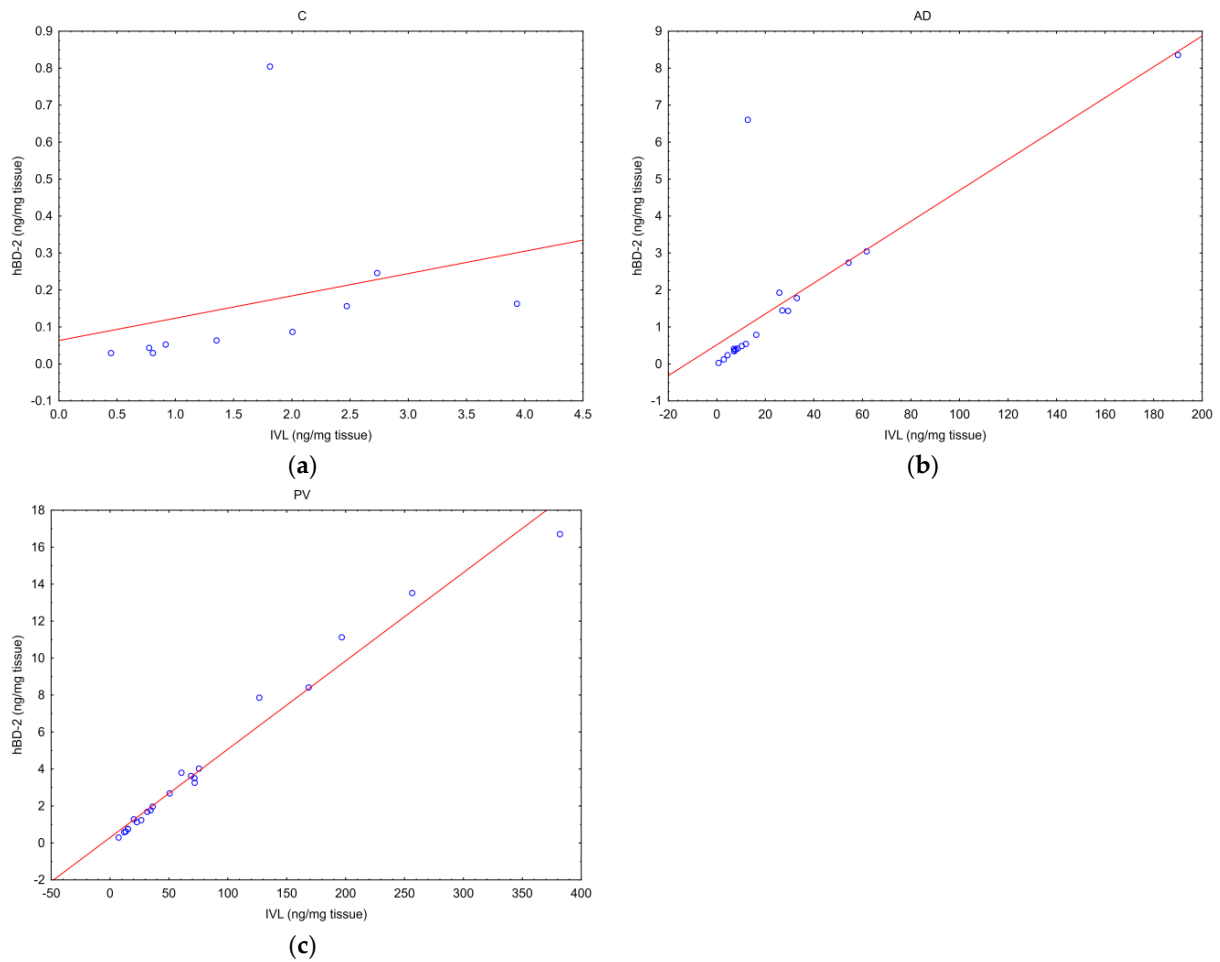 C
0.9
0.8
0.7
0.6
0.5
0.4
0.3
0.2
0.1
0.0
-0.1
hBD-2 (ng/mg tissue)
0.0 0.5 1.0 1.5 2.0 2.5 3.0 3.5 4.0 4.5
IVL (ng/mg tissue)
(a)
AD
9
8
7
6
5
4
3
2
1
0
-1
hBD-2 (ng/mg tissue)
-20 0 20 40 60 80 100 120 140 160 180 200
IVL (ng/mg tissue)
(b)
PV
18
16
14
12
10
8
6
4
2
0
-2
hBD-2 (ng/mg tissue)
-50 0 50 100 150 200 250 300 350 400
IVL (ng/mg tissue)
(c)